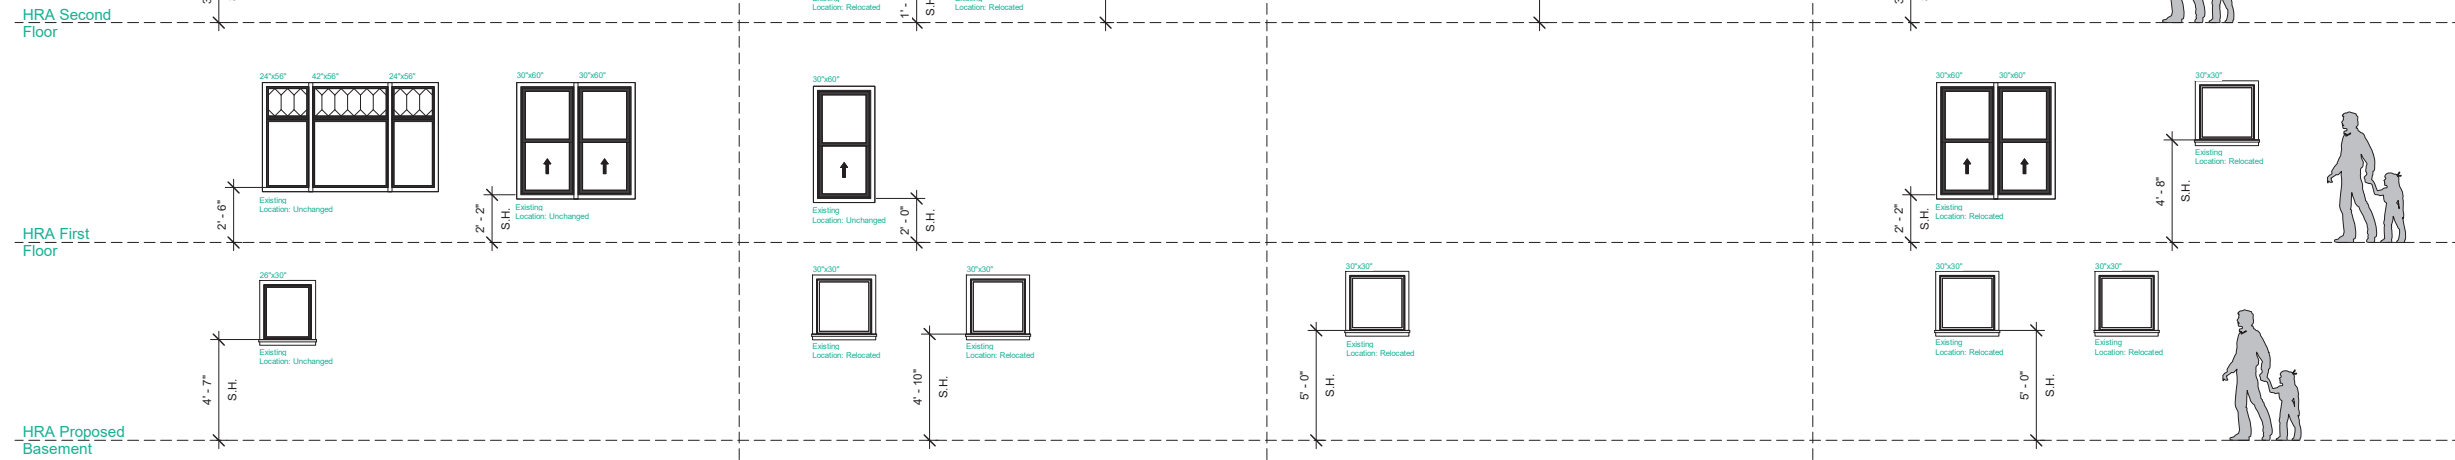 HRA Second
Floor
Location: Relocated
Location: Relocated
1' -
24"x56"
42"x56"
24"x56"
30"x60"
30"x60"
30"x60"
30"x60"
30"x60"
30"x30"
Existing
Location: Unchanged
2' - 6"
Existing
Location: Unchanged
2' - 2"
S.H.
Existing
Location: Unchanged
2' - 0"
S.H.
Existing
Location: Relocated
2' - 2"
S.H.
Existing
Location: Relocated
4' - 8"
S.H.
HRA First
Floor
26"x30"
30"x30"
30"x30"
30"x30"
30"x30"
30"x30"
Existing
Location: Unchanged
4' - 7"
S.H.
Existing
Location: Relocated
Existing
Location: Relocated
4' - 10"
S.H.
Existing
Location: Relocated
5' - 0"
S.H.
Existing
Location: Relocated
Existing
Location: Relocated
5' - 0"
S.H.
HRA Proposed
Basement